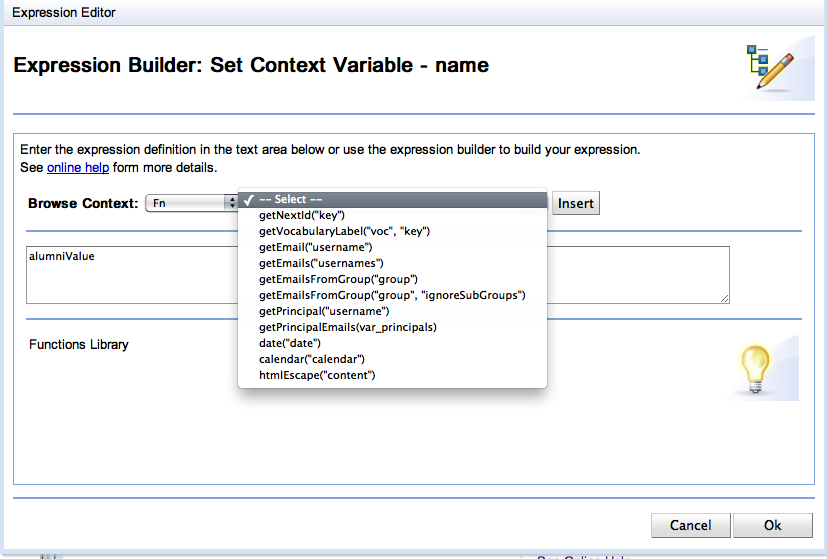 Expression Editor
Expression Builder: Set Context Variable - name
Enter the expression definition in the text area below or use the expression builder to build your expression.
See online help form more details.
Browse Context: Fn -- Select -- Insert
getNextId("key")
getVocabularyLabel("voc", "key")
getEmail("username")
getEmails("usernames")
getEmailsFromGroup("group")
getEmailsFromGroup("group", "ignoreSubGroups")
getPrincipal("username")
getPrincipalEmails(var_principals)
date("date")
calendar("calendar")
htmlEscape("content")
alumniValue
Functions Library
Cancel Ok